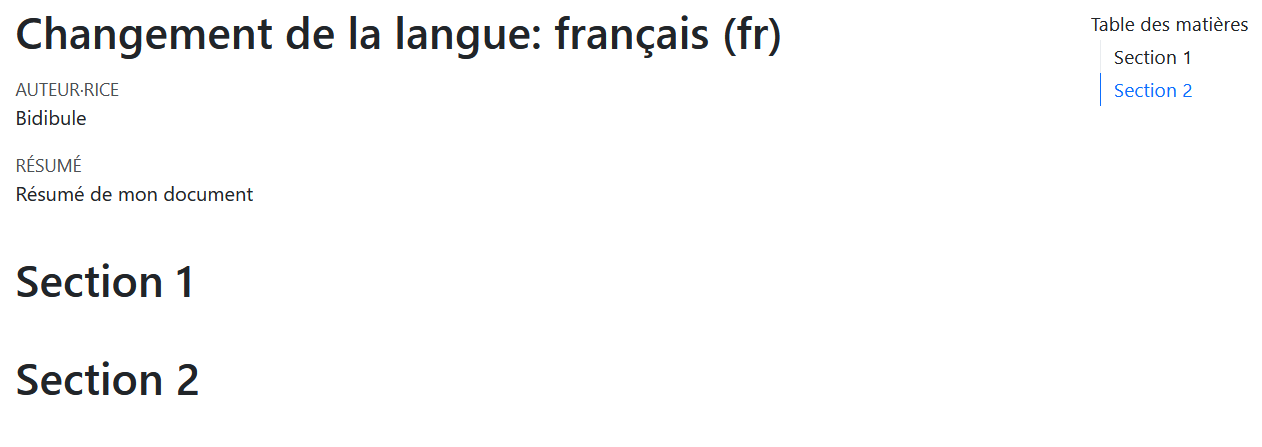 Changement de la langue: français (fr)
AUTEUR·RICE
Bidibule
RÉSUMÉ
Résumé de mon document
Section 1
Section 2
Table des matières
Section 1
Section 2